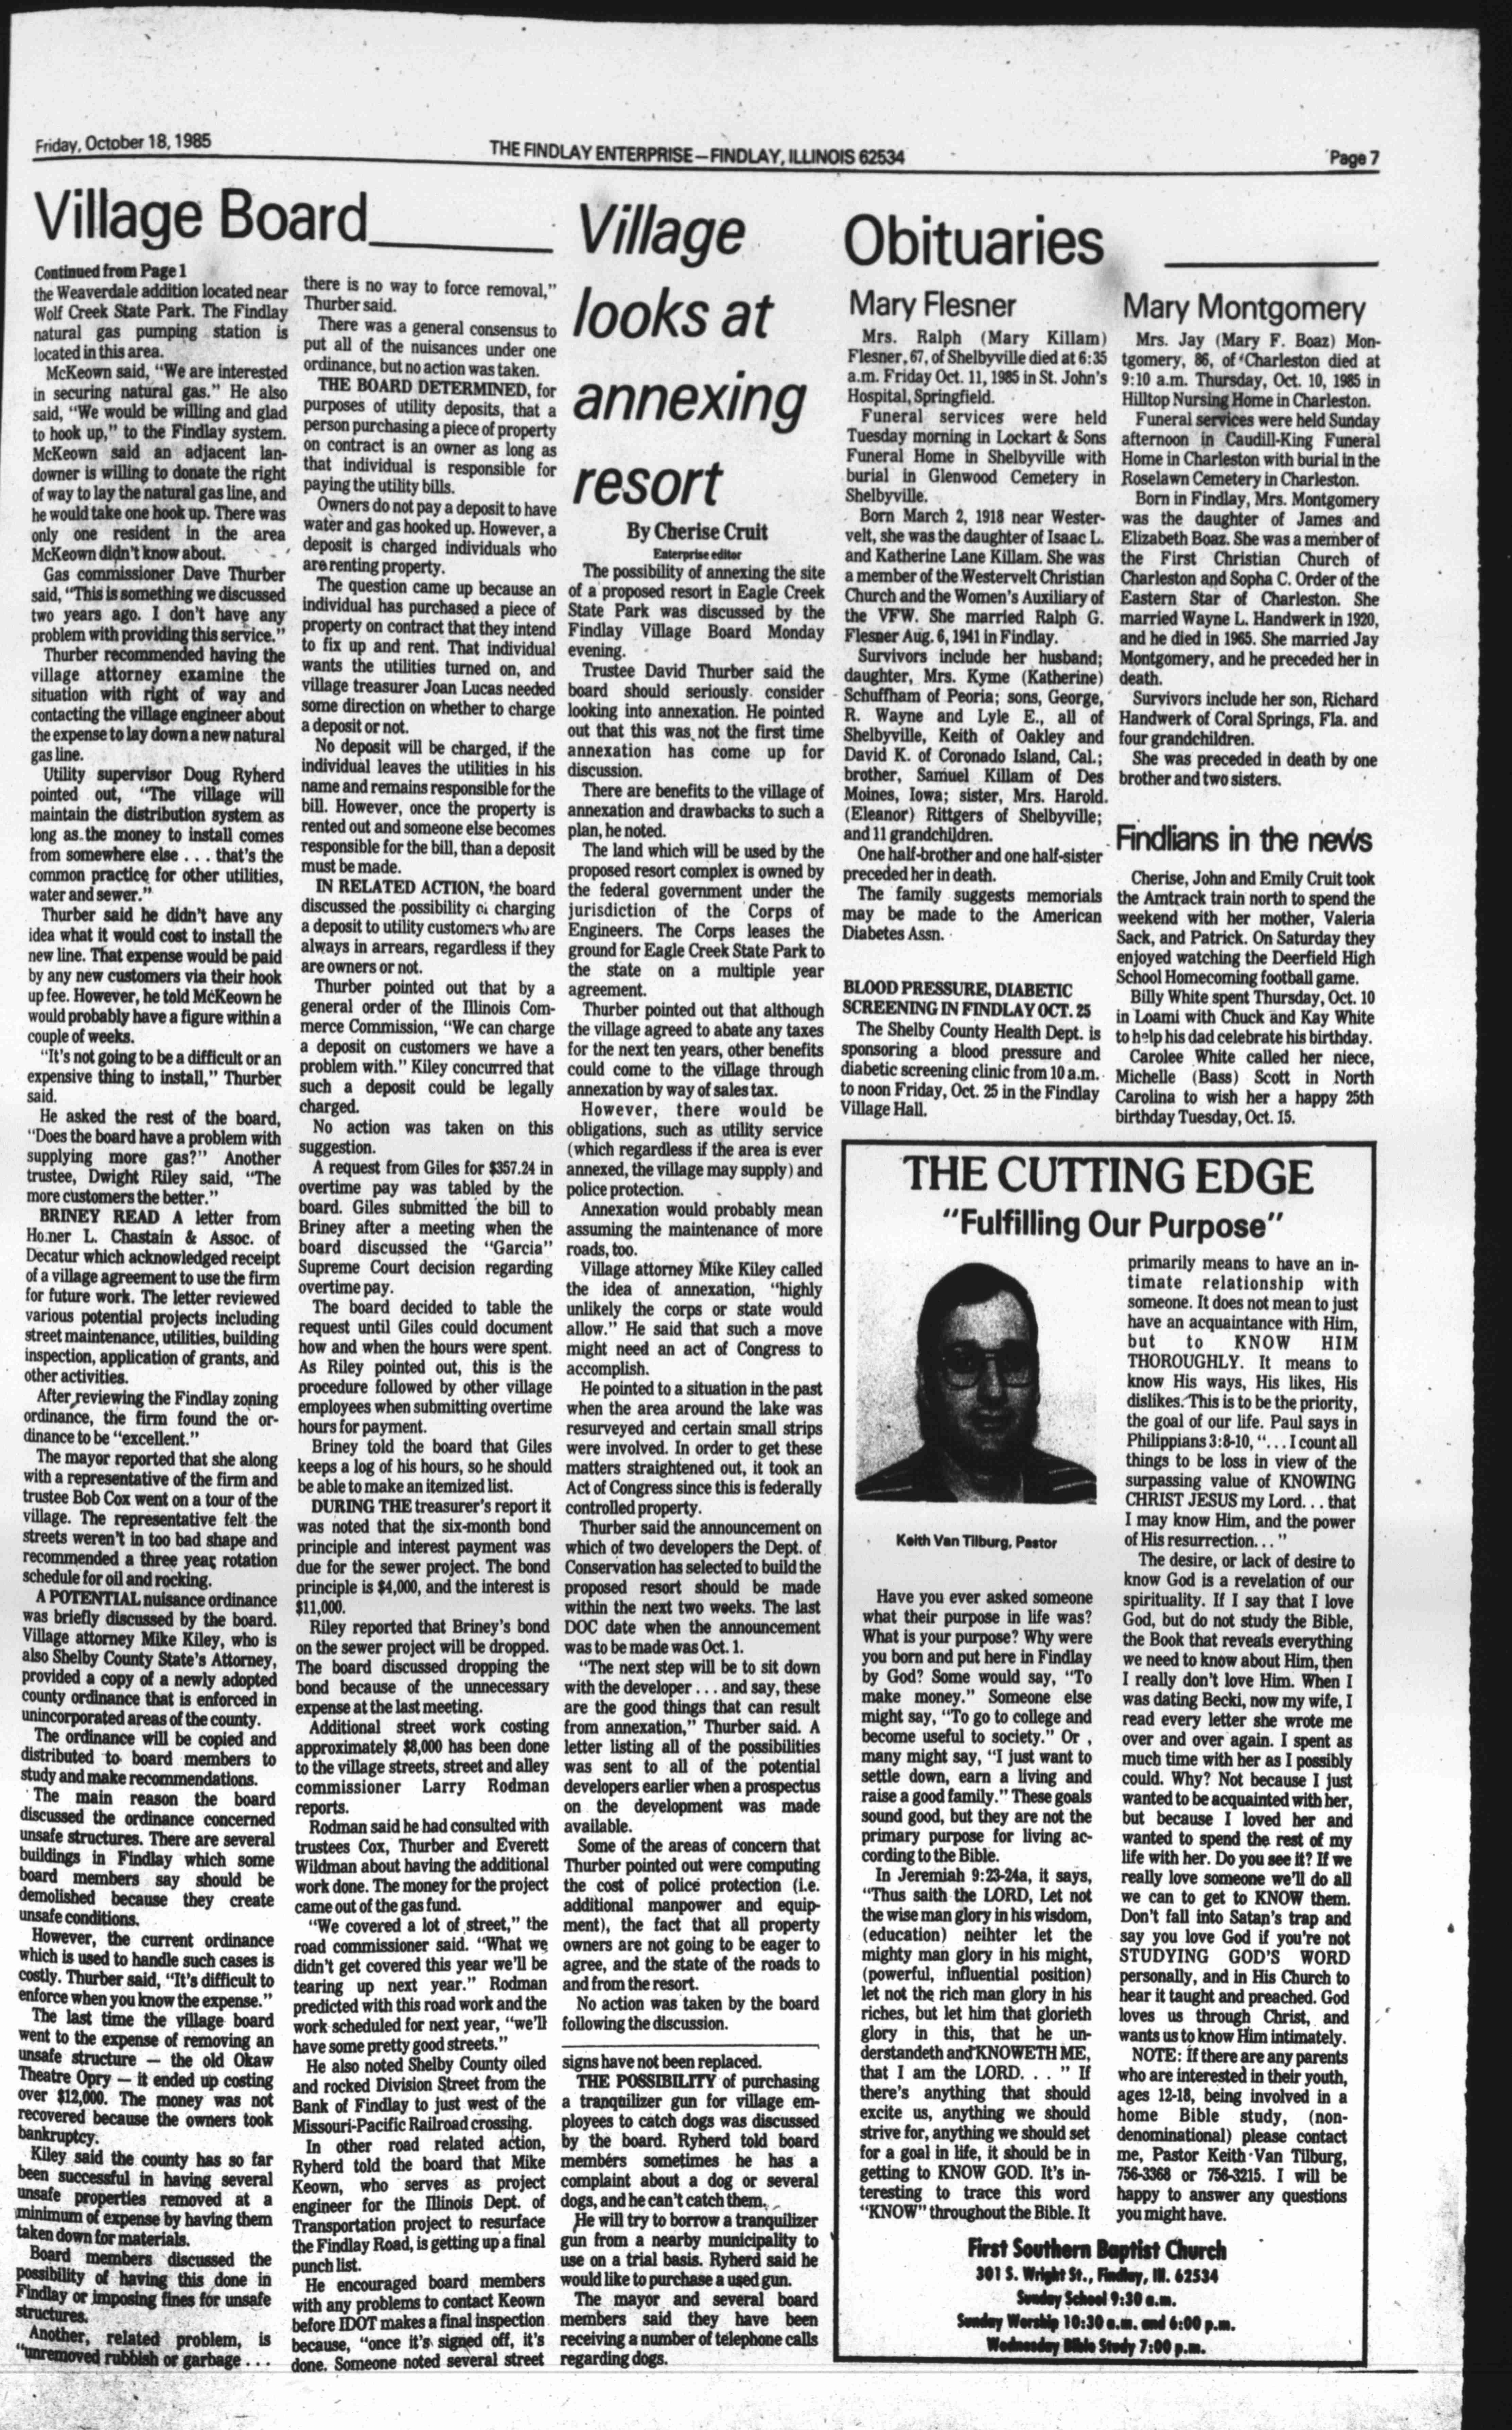 Friday, October 18, 1985
THE FINDLAY ENTERPRISE—FINDLAY, ILLINOIS 62534
Page 7
Village Board
Continued from Page 1
the Weaverdale addition located near
Wolf Creek State Park. The Findlay
natural gas pumping station is
located in this area.
McKeown said, "We are interested
in securing natural gas." He also
said, "We would be willing and glad
to hook up," to the Findlay system.
McKeown said an adjacent lan-
downer is willing to donate the right
of way to lay the natural gas line, and
he would take one hook up. There was
only one resident in the area
McKeown didn't know about.
Gas commissioner Dave Thurber
said, "This is something we discussed
two years ago. I don't have any
problem with providing this service."
Thurber recommended having the
village attorney examine the
situation with right of way and
contacting the village engineer about
the expense to lay down a new natural
gas line.
Utility supervisor Doug Ryherd
pointed out, "The village will
maintain the distribution system as
long as the money to install comes
from somewhere else . . . that's the
common practice for other utilities,
water and sewer."
Thurber said he didn't have any
idea what it would cost to install the
new line. That expense would be paid
by any new customers via their hook
up fee. However, he told McKeown he
would probably have a figure within a
couple of weeks.
"It's not going to be a difficult or an
expensive thing to install," Thurber
said.
He asked the rest of the board,
"Does the board have a problem with
supplying more gas?" Another
trustee, Dwight Riley said, "The
more customers the better."
BRINEY READ A letter from
Homer L. Chastain & Assoc. of
Decatur which acknowledged receipt
of a village agreement to use the firm
for future work. The letter reviewed
various potential projects including
street maintenance, utilities, building
inspection, application of grants, and
other activities.
After reviewing the Findlay zoning
ordinance, the firm found the or-
dinance to be "excellent."
The mayor reported that she along
with a representative of the firm and
trustee Bob Cox went on a tour of the
village. The representative felt the
streets weren't in too bad shape and
recommended a three year rotation
schedule for oil and rocking.
A POTENTIAL nuisance ordinance
was briefly discussed by the board.
Village attorney Mike Kiley, who is
also Shelby County State's Attorney,
provided a copy of a newly adopted
county ordinance that is enforced in
unincorporated areas of the county.
The ordinance will be copied and
distributed to board members to
study and make recommendations.
The main reason the board
discussed the ordinance concerned
unsafe structures. There are several
buildings in Findlay which some
board members say should be
demolished because they create
unsafe conditions.
However, the current ordinance
which is used to handle such cases is
costly. Thurber said, "It's difficult to
enforce when you know the expense."
The last time the village board
went to the expense of removing an
unsafe structure — the old Okaw
Theatre Opry — it ended up costing
over $12,000. The money was not
recovered because the owners took
bankruptcy.
Kiley said the county has so far
been successful in having several
unsafe properties removed at a
minimum of expense by having them
taken down for materials.
Board members discussed the
possibility of having this done in
Findlay or imposing fines for unsafe
structures.
Another, related problem, is
"unremoved rubbish or garbage . . .
there is no way to force removal,"
Thurber said.
There was a general consensus to
put all of the nuisances under one
ordinance, but no action was taken.
THE BOARD DETERMINED, for
purposes of utility deposits, that a
person purchasing a piece of property
on contract is an owner as long as
that individual is responsible for
paying the utility bills.
Owners do not pay a deposit to have
water and gas hooked up. However, a
deposit is charged individuals who
are renting property.
The question came up because an
individual has purchased a piece of
property on contract that they intend
to fix up and rent. That individual
wants the utilities turned on, and
village treasurer Joan Lucas needed
some direction on whether to charge
a deposit or not.
No deposit will be charged, if the
individual leaves the utilities in his
name and remains responsible for the
bill. However, once the property is
rented out and someone else becomes
responsible for the bill, than a deposit
must be made.
IN RELATED ACTION, the board
discussed the possibility of charging
a deposit to utility customers who are
always in arrears, regardless if they
are owners or not.
Thurber pointed out that by a
general order of the Illinois Com-
merce Commission, "We can charge
a deposit on customers we have a
problem with." Kiley concurred that
such a deposit could be legally
charged.
No action was taken on this
suggestion.
A request from Giles for $357.24 in
overtime pay was tabled by the
board. Giles submitted the bill to
Briney after a meeting when the
board discussed the "Garcia"
Supreme Court decision regarding
overtime pay.
The board decided to table the
request until Giles could document
how and when the hours were spent.
As Riley pointed out, this is the
procedure followed by other village
employees when submitting overtime
hours for payment.
Briney told the board that Giles
keeps a log of his hours, so he should
be able to make an itemized list.
DURING THE treasurer's report it
was noted that the six-month bond
principle and interest payment was
due for the sewer project. The bond
principle is $4,000, and the interest is
$11,000.
Riley reported that Briney's bond
on the sewer project will be dropped.
The board discussed dropping the
bond because of the unnecessary
expense at the last meeting.
Additional street work costing
approximately $8,000 has been done
to the village streets, street and alley
commissioner Larry Rodman
reports.
Rodman said he had consulted with
trustees Cox, Thurber and Everett
Wildman about having the additional
work done. The money for the project
came out of the gas fund.
"We covered a lot of street," the
road commissioner said. "What we
didn't get covered this year we'll be
tearing up next year." Rodman
predicted with this road work and the
work scheduled for next year, "we'll
have some pretty good streets."
He also noted Shelby County oiled
and rocked Division Street from the
Bank of Findlay to just west of the
Missouri-Pacific Railroad crossing.
In other road related action,
Ryherd told the board that Mike
Keown, who serves as project
engineer for the Illinois Dept. of
Transportation project to resurface
the Findlay Road, is getting up a final
punch list.
He encouraged board members
with any problems to contact Keown
before IDOT makes a final inspection
because, "once it's signed off, it's
done. Someone noted several street
signs have not been replaced.
THE POSSIBILITY of purchasing
a tranquilizer gun for village em-
ployees to catch dogs was discussed
by the board. Ryherd told board
members sometimes he has a
complaint about a dog or several
dogs, and he can't catch them.
He will try to borrow a tranquilizer
gun from a nearby municipality to
use on a trial basis. Ryherd said he
would like to purchase a used gun.
The mayor and several board
members said they have been
receiving a number of telephone calls
regarding dogs.
Village
looks at
annexing
resort
By Cherise Cruit
Enterprise editor
The possibility of annexing the site
of a proposed resort in Eagle Creek
State Park was discussed by the
Findlay Village Board Monday
evening.
Trustee David Thurber said the
board should seriously consider
looking into annexation. He pointed
out that this was not the first time
annexation has come up for
discussion.
There are benefits to the village of
annexation and drawbacks to such a
plan, he noted.
The land which will be used by the
proposed resort complex is owned by
the federal government under the
jurisdiction of the Corps of
Engineers. The Corps leases the
ground for Eagle Creek State Park to
the state on a multiple year
agreement.
Thurber pointed out that although
the village agreed to abate any taxes
for the next ten years, other benefits
could come to the village through
annexation by way of sales tax.
However, there would be
obligations, such as utility service
(which regardless if the area is ever
annexed, the village may supply) and
police protection.
Annexation would probably mean
assuming the maintenance of more
roads, too.
Village attorney Mike Kiley called
the idea of annexation, "highly
unlikely the corps or state would
allow." He said that such a move
might need an act of Congress to
accomplish.
He pointed to a situation in the past
when the area around the lake was
resurveyed and certain small strips
were involved. In order to get these
matters straightened out, it took an
Act of Congress since this is federally
controlled property.
Thurber said the announcement on
which of two developers the Dept. of
Conservation has selected to build the
proposed resort should be made
within the next two weeks. The last
DOC date when the announcement
was to be made was Oct. 1.
"The next step will be to sit down
with the developer . . . and say, these
are the good things that can result
from annexation," Thurber said. A
letter listing all of the possibilities
was sent to all of the potential
developers earlier when a prospectus
on the development was made
available.
Some of the areas of concern that
Thurber pointed out were computing
the cost of police protection (i.e.
additional manpower and equip-
ment), the fact that all property
owners are not going to be eager to
agree, and the state of the roads to
and from the resort.
No action was taken by the board
following the discussion.
Obituaries
Mary Flesner
Mrs. Ralph (Mary Killam)
Flesner, 67, of Shelbyville died at 6:35
a.m. Friday Oct. 11, 1985 in St. John's
Hospital, Springfield.
Funeral services were held
Tuesday morning in Lockart & Sons
Funeral Home in Shelbyville with
burial in Glenwood Cemetery in
Shelbyville.
Born March 2, 1918 near Wester-
velt, she was the daughter of Isaac L.
and Katherine Lane Killam. She was
a member of the Westervelt Christian
Church and the Women's Auxiliary of
the VFW. She married Ralph G.
Flesner Aug. 6, 1941 in Findlay.
Survivors include her husband;
daughter, Mrs. Kyme (Katherine)
Schuffham of Peoria; sons, George,
R. Wayne and Lyle E., all of
Shelbyville, Keith of Oakley and
David K. of Coronado Island, Cal.;
brother, Samuel Killam of Des
Moines, Iowa; sister, Mrs. Harold.
(Eleanor) Rittgers of Shelbyville;
and 11 grandchildren.
One half-brother and one half-sister
preceded her in death.
The family suggests memorials
may be made to the American
Diabetes Assn.
BLOOD PRESSURE, DIABETIC
SCREENING IN FINDLAY OCT. 25
The Shelby County Health Dept. is
sponsoring a blood pressure and
diabetic screening clinic from 10 a.m.
to noon Friday, Oct. 25 in the Findlay
Village Hall.
Mary Montgomery
Mrs. Jay (Mary F. Boaz) Mon-
tgomery, 86, of Charleston died at
9:10 a.m. Thursday, Oct. 10, 1985 in
Hilltop Nursing Home in Charleston.
Funeral services were held Sunday
afternoon in Caudill-King Funeral
Home in Charleston with burial in the
Roselawn Cemetery in Charleston.
Born in Findlay, Mrs. Montgomery
was the daughter of James and
Elizabeth Boaz. She was a member of
the First Christian Church of
Charleston and Sopha C. Order of the
Eastern Star of Charleston. She
married Wayne L. Handwerk in 1920,
and he died in 1965. She married Jay
Montgomery, and he preceded her in
death.
Survivors include her son, Richard
Handwerk of Coral Springs, Fla. and
four grandchildren.
She was preceded in death by one
brother and two sisters.
Findlians in the news
Cherise, John and Emily Cruit took
the Amtrack train north to spend the
weekend with her mother, Valeria
Sack, and Patrick. On Saturday they
enjoyed watching the Deerfield High
School Homecoming football game.
Billy White spent Thursday, Oct. 10
in Loami with Chuck and Kay White
to help his dad celebrate his birthday.
Carolee White called her niece,
Michelle (Bass) Scott in North
Carolina to wish her a happy 25th
birthday Tuesday, Oct. 15.
THE CUTTING EDGE
"Fulfilling Our Purpose"
Keith Van Tilburg, Pastor
Have you ever asked someone
what their purpose in life was?
What is your purpose? Why were
you born and put here in Findlay
by God? Some would say, "To
make money." Someone else
might say, "To go to college and
become useful to society." Or ,
many might say, "I just want to
settle down, earn a living and
raise a good family." These goals
sound good, but they are not the
primary purpose for living ac-
cording to the Bible.
In Jeremiah 9:23-24a, it says,
"Thus saith the LORD, Let not
the wise man glory in his wisdom,
(education) neihter let the
mighty man glory in his might,
(powerful, influential position)
let not the rich man glory in his
riches, but let him that glorieth
glory in this, that he un-
derstandeth and KNOWETH ME,
that I am the LORD. . . " If
there's anything that should
excite us, anything we should
strive for, anything we should set
for a goal in life, it should be in
getting to KNOW GOD. It's in-
teresting to trace this word
"KNOW" throughout the Bible. It
primarily means to have an in-
timate relationship with
someone. It does not mean to just
have an acquaintance with Him,
but to KNOW HIM
THOROUGHLY. It means to
know His ways, His likes, His
dislikes. This is to be the priority,
the goal of our life. Paul says in
Philippians 3:8-10, ". . . I count all
things to be loss in view of the
surpassing value of KNOWING
CHRIST JESUS my Lord. . . that
I may know Him, and the power
of His resurrection. . . "
The desire, or lack of desire to
know God is a revelation of our
spirituality. If I say that I love
God, but do not study the Bible,
the Book that reveals everything
we need to know about Him, then
I really don't love Him. When I
was dating Becki, now my wife, I
read every letter she wrote me
over and over again. I spent as
much time with her as I possibly
could. Why? Not because I just
wanted to be acquainted with her,
but because I loved her and
wanted to spend the rest of my
life with her. Do you see it? If we
really love someone we'll do all
we can to get to KNOW them.
Don't fall into Satan's trap and
say you love God if you're not
STUDYING GOD'S WORD
personally, and in His Church to
hear it taught and preached. God
loves us through Christ, and
wants us to know Him intimately.
NOTE: If there are any parents
who are interested in their youth,
ages 12-18, being involved in a
home Bible study, (non-
denominational) please contact
me, Pastor Keith Van Tilburg,
756-3368 or 756-3215. I will be
happy to answer any questions
you might have.
First Southern Baptist Church
301 S. Wright St., Findlay, Ill. 62534
Sunday School 9:30 a.m.
Sunday Worship 10:30 a.m. and 6:00 p.m.
Wednesday Bible Study 7:00 p.m.